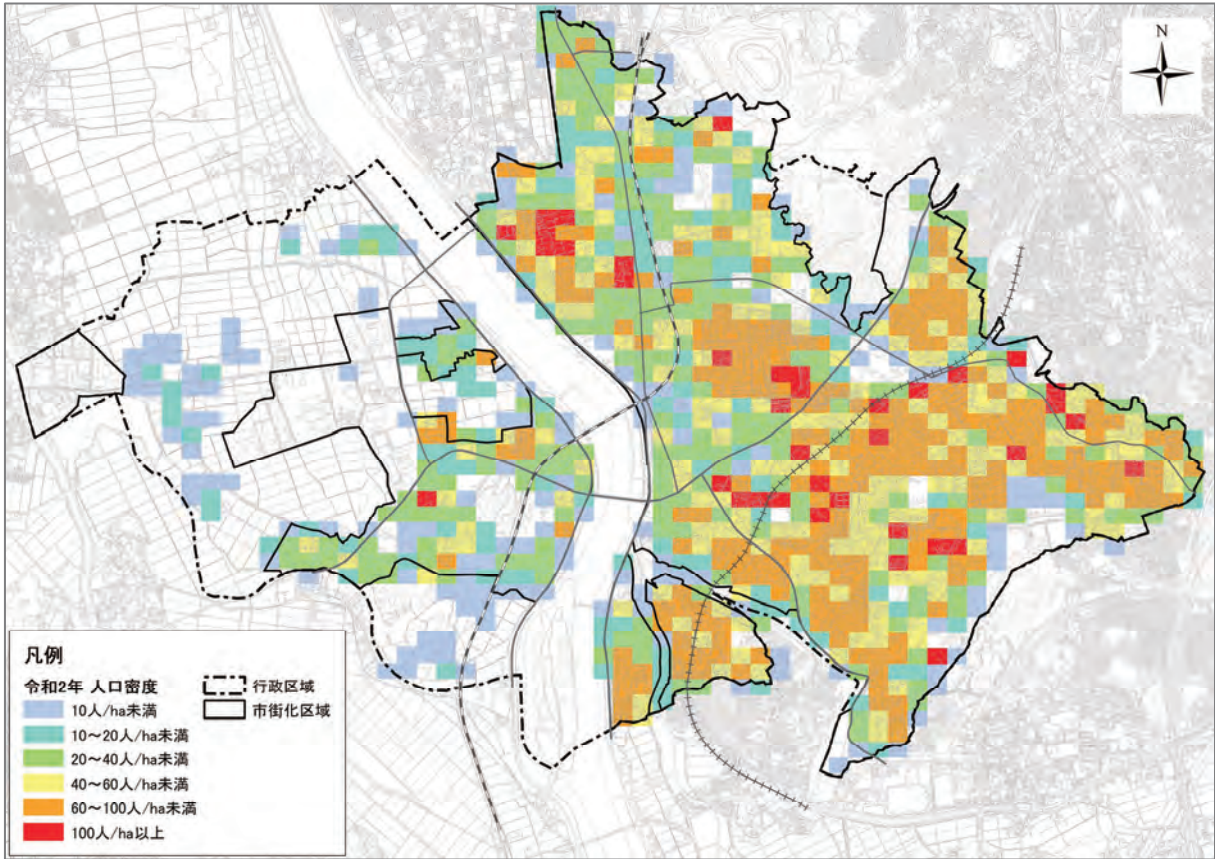 N
凡例
令和2年 人口密度
10人/ha未満
10～20人/ha未満
20～40人/ha未満
40～60人/ha未満
60～100人/ha未満
100人/ha以上
行政区域
市街化区域